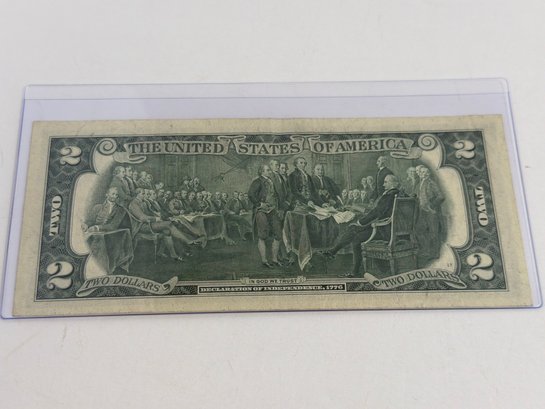 2 THE UNITED STATES OF AMERICA 2
TWO TWO
2 2
TWO DOLLARS IN GOD WE TRUST TWO DOLLARS
DECLARATION OF INDEPENDENCE, 1776